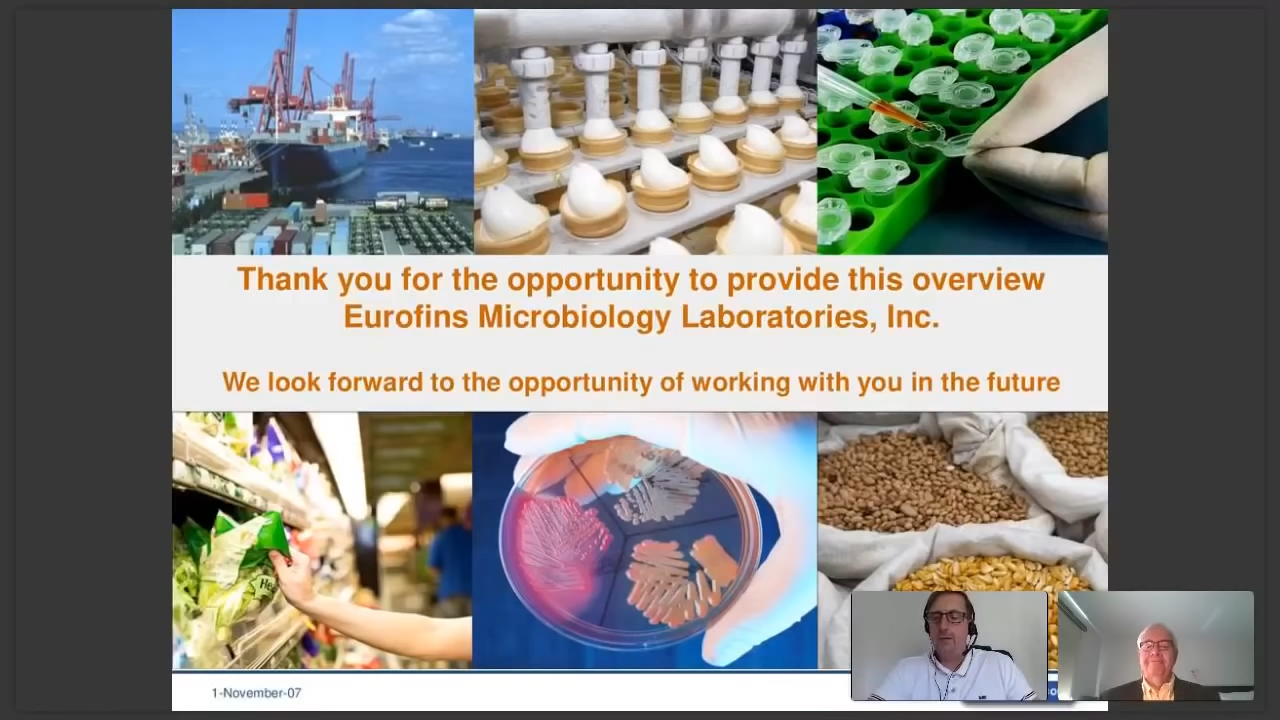 Thank you for the opportunity to provide this overview
Eurofins Microbiology Laboratories, Inc.
We look forward to the opportunity of working with you in the future
1-November-07